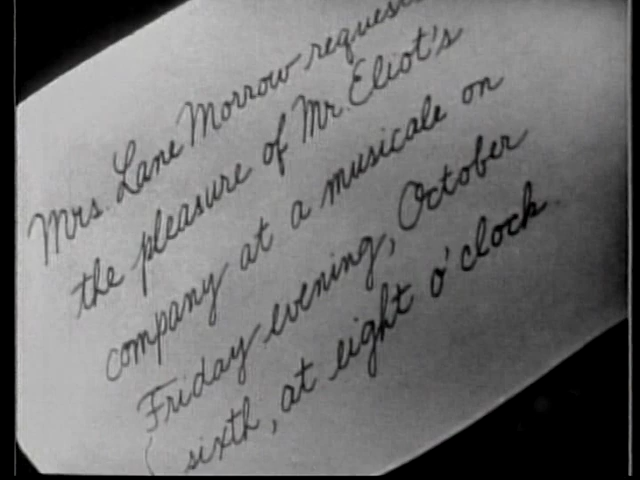 Mrs. Lane Morrow requests
the pleasure of Mr. Eliot's
company at a musicale on
Friday evening, October
sixth, at eight o'clock.